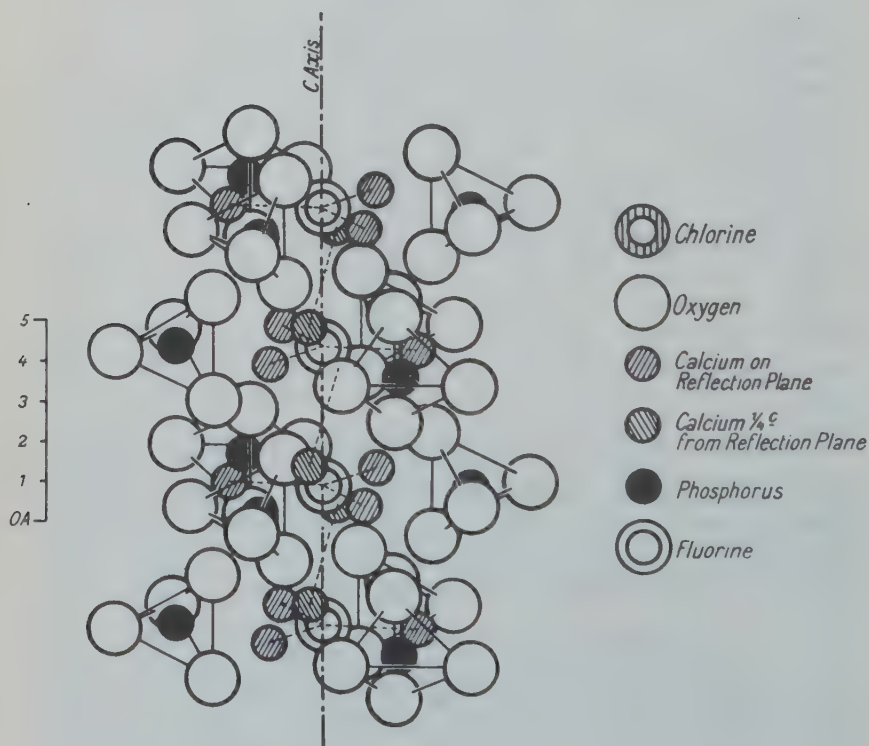 C Axis
5
4
3
2
1
OA
Chlorine
Oxygen
Calcium on
Reflection Plane
Calcium ¼ c
from Reflection Plane
Phosphorus
Fluorine